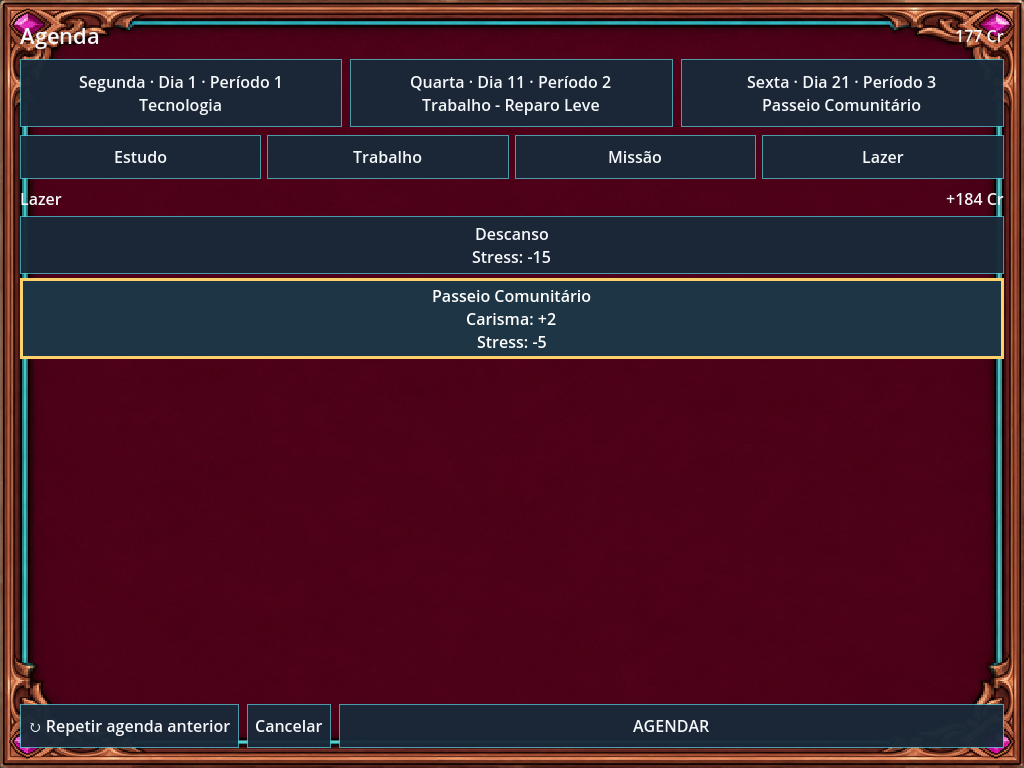 Agenda
177 Cr
Segunda · Dia 1 · Período 1
Tecnologia
Quarta · Dia 11 · Período 2
Trabalho - Reparo Leve
Sexta · Dia 21 · Período 3
Passeio Comunitário
Estudo
Trabalho
Missão
Lazer
Lazer
+184 Cr
Descanso
Stress: -15
Passeio Comunitário
Carisma: +2
Stress: -5
↻ Repetir agenda anterior
Cancelar
AGENDAR